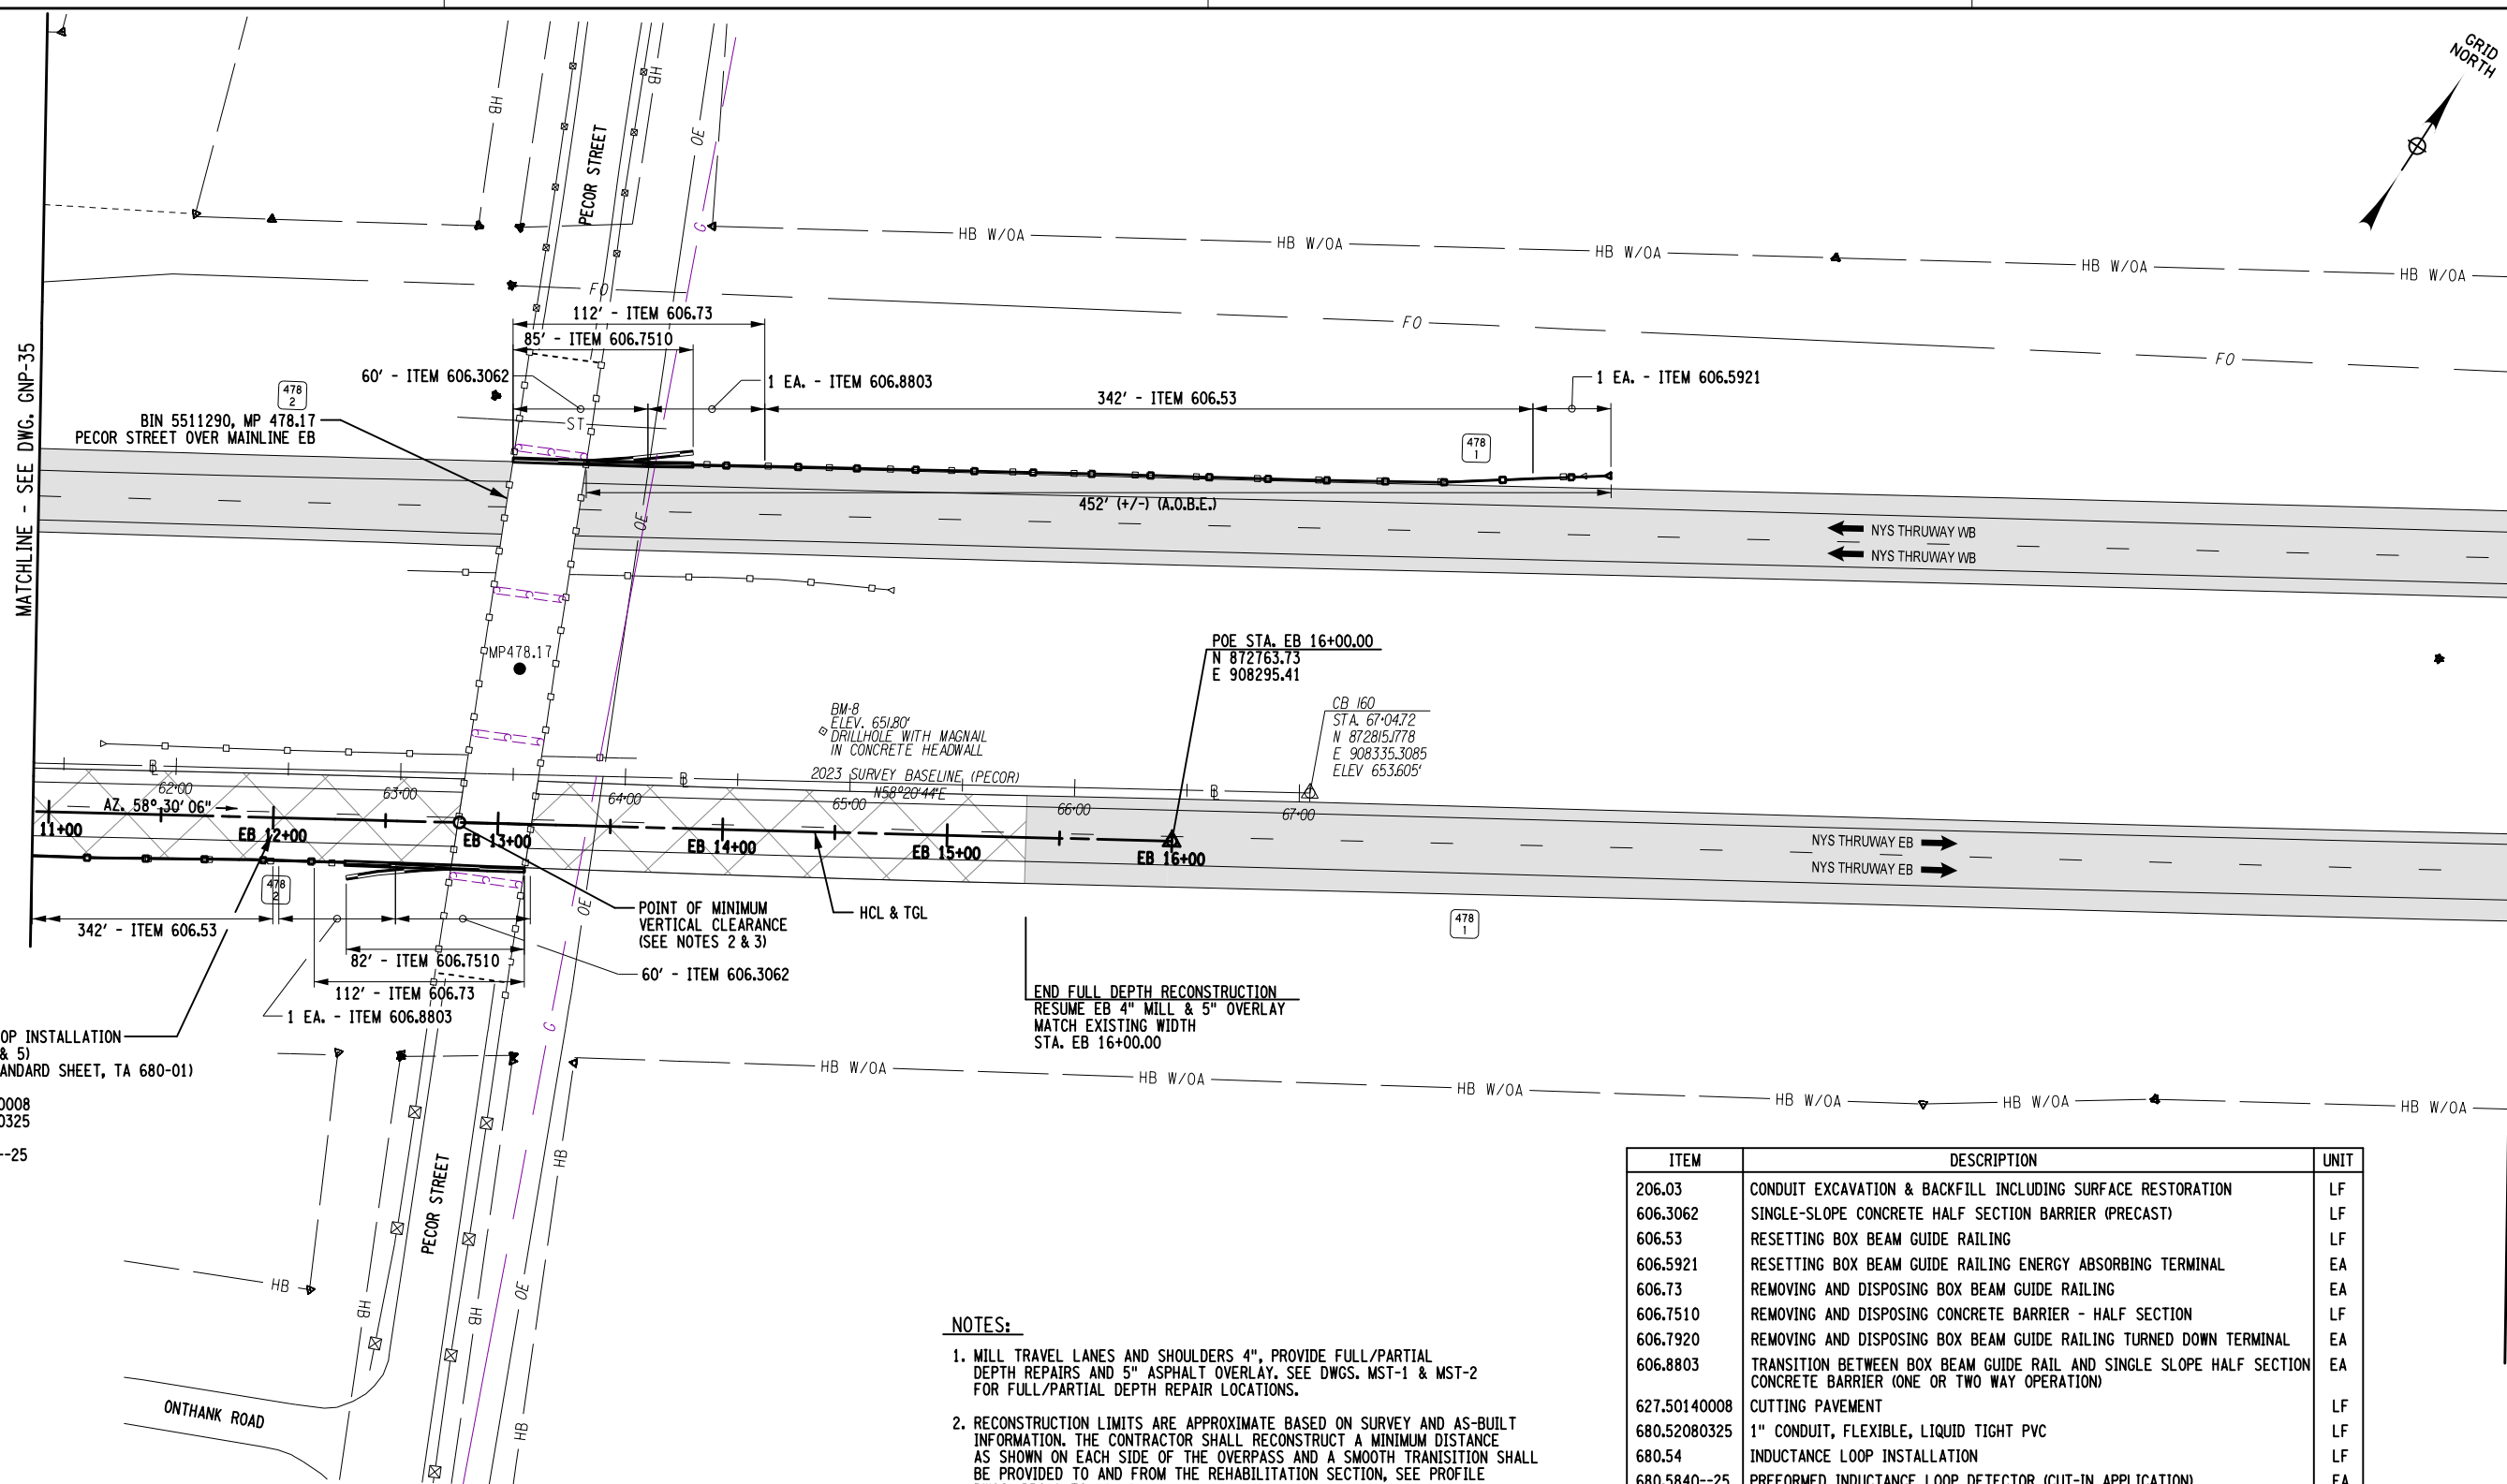 GRID
NORTH
HB
HB
PECOR STREET
OE
G
HB W/OA
HB W/OA
HB W/OA
HB W/OA
HB W/OA
FO
FO
FO
112' - ITEM 606.73
85' - ITEM 606.7510
60' - ITEM 606.3062
1 EA. - ITEM 606.8803
342' - ITEM 606.53
1 EA. - ITEM 606.5921
MATCHLINE - SEE DWG. GNP-35
478
2
BIN 5511290, MP 478.17
PECOR STREET OVER MAINLINE EB
ST
478
1
452' (+/-) (A.O.B.E.)
OE
NYS THRUWAY WB
NYS THRUWAY WB
MP478.17
POE STA. EB 16+00.00
N 872763.73
E 908295.41
BM-8
ELEV. 651.80'
DRILLHOLE WITH MAGNAIL
IN CONCRETE HEADWALL
CB 160
STA. 67+04.72
N 872815.1778
E 908335.3085
ELEV 653.605'
2023 SURVEY BASELINE (PECOR)
N58°20'44"E
62+00
63+00
64+00
65+00
66+00
67+00
AZ. 58° 30' 06"
11+00
EB 12+00
EB 13+00
EB 14+00
EB 15+00
EB 16+00
NYS THRUWAY EB
NYS THRUWAY EB
478
2
342' - ITEM 606.53
POINT OF MINIMUM
VERTICAL CLEARANCE
(SEE NOTES 2 & 3)
HCL & TGL
OE
478
1
82' - ITEM 606.7510
60' - ITEM 606.3062
112' - ITEM 606.73
1 EA. - ITEM 606.8803
END FULL DEPTH RECONSTRUCTION
RESUME EB 4" MILL & 5" OVERLAY
MATCH EXISTING WIDTH
STA. EB 16+00.00
OP INSTALLATION
& 5)
ANDARD SHEET, TA 680-01)
0008
0325
--25
G
HB W/OA
HB W/OA
HB W/OA
HB W/OA
HB W/OA
HB W/OA
PECOR STREET
HB
HB
HB
HB
OE
HB
ONTHANK ROAD
ITEM DESCRIPTION UNIT
206.03 CONDUIT EXCAVATION & BACKFILL INCLUDING SURFACE RESTORATION LF
606.3062 SINGLE-SLOPE CONCRETE HALF SECTION BARRIER (PRECAST) LF
606.53 RESETTING BOX BEAM GUIDE RAILING LF
606.5921 RESETTING BOX BEAM GUIDE RAILING ENERGY ABSORBING TERMINAL EA
606.73 REMOVING AND DISPOSING BOX BEAM GUIDE RAILING EA
606.7510 REMOVING AND DISPOSING CONCRETE BARRIER - HALF SECTION LF
606.7920 REMOVING AND DISPOSING BOX BEAM GUIDE RAILING TURNED DOWN TERMINAL EA
606.8803 TRANSITION BETWEEN BOX BEAM GUIDE RAIL AND SINGLE SLOPE HALF SECTION EA
CONCRETE BARRIER (ONE OR TWO WAY OPERATION)
627.50140008 CUTTING PAVEMENT LF
680.52080325 1" CONDUIT, FLEXIBLE, LIQUID TIGHT PVC LF
680.54 INDUCTANCE LOOP INSTALLATION LF
680.5840--25 PREFORMED INDUCTANCE LOOP DETECTOR (CUT-IN APPLICATION) EA
NOTES:
1. MILL TRAVEL LANES AND SHOULDERS 4", PROVIDE FULL/PARTIAL
DEPTH REPAIRS AND 5" ASPHALT OVERLAY. SEE DWGS. MST-1 & MST-2
FOR FULL/PARTIAL DEPTH REPAIR LOCATIONS.
2. RECONSTRUCTION LIMITS ARE APPROXIMATE BASED ON SURVEY AND AS-BUILT
INFORMATION. THE CONTRACTOR SHALL RECONSTRUCT A MINIMUM DISTANCE
AS SHOWN ON EACH SIDE OF THE OVERPASS AND A SMOOTH TRANISITION SHALL
BE PROVIDED TO AND FROM THE REHABILITATION SECTION, SEE PROFILE